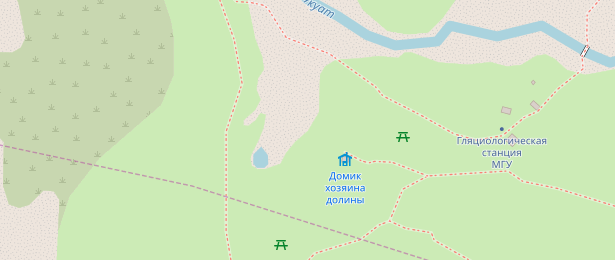 Гляциологическая
станция
МГУ
Домик
хозяина
долины